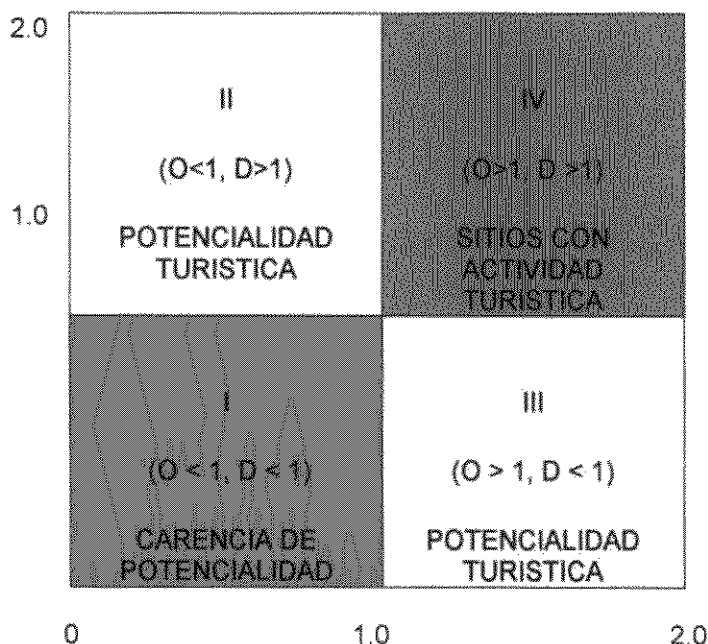 2.0
II
IV
(O<1, D>1)
(O>1, D >1)
1.0
POTENCIALIDAD
TURISTICA
SITIOS CON
ACTIVIDAD
TURISTICA
I
III
(O < 1, D < 1)
(O > 1, D < 1)
CARENCIA DE
POTENCIALIDAD
POTENCIALIDAD
TURISTICA
0
1.0
2.0